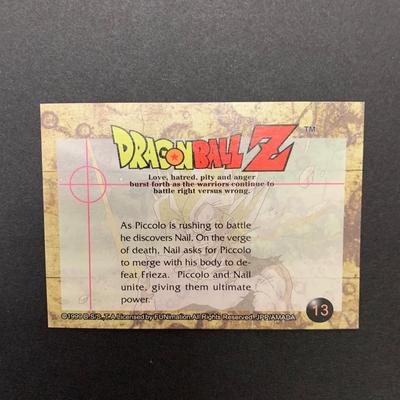 DRAGONBALL Z™
Love, hatred, pity and anger
burst forth as the warriors continue to
battle right versus wrong.
As Piccolo is rushing to battle
he discovers Nail. On the verge
of death, Nail asks for Piccolo
to merge with his body to de-
feat Frieza. Piccolo and Nail
unite, giving them ultimate
power.
13
©1999 B.S/S.,T.A.Licensed by FUNimation.All Rights Reserved. JPP/AMADA